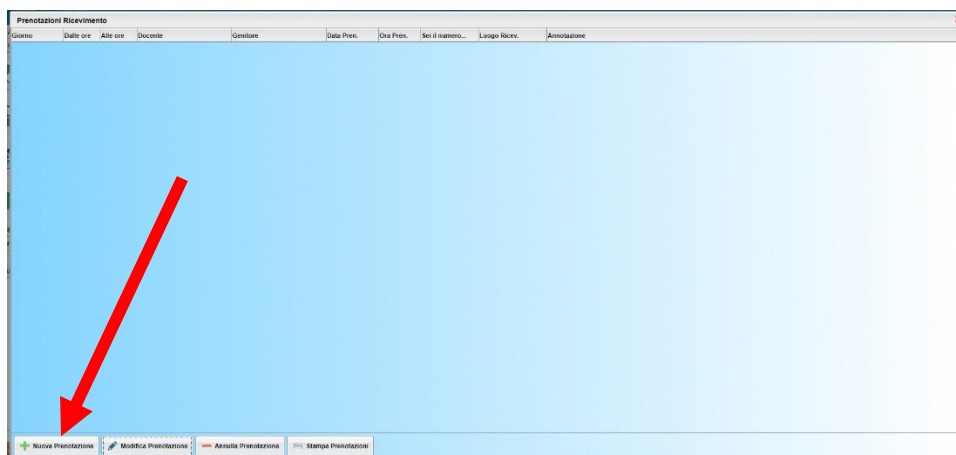 Prenotazioni Ricevimento
Giorno Dalle ore Alle ore Docente Genitore Data Pren. Ora Pren. Sei il numero... Luogo Ricev. Annotazione
Nuova Prenotazione Modifica Prenotazione Annulla Prenotazione Stampa Prenotazioni